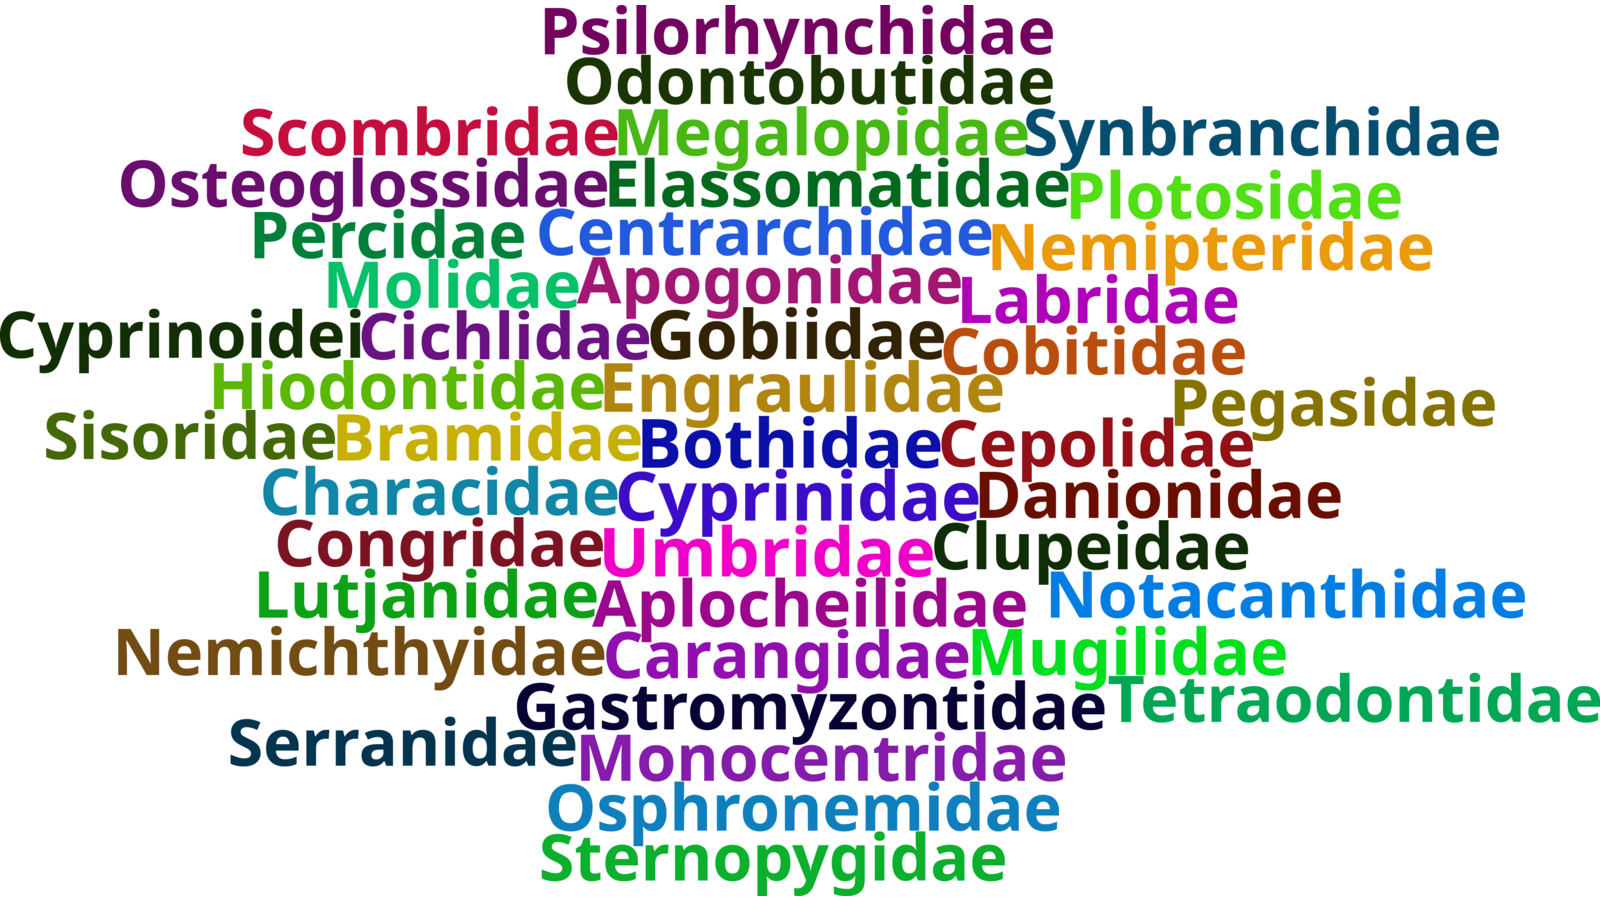 Psilorhynchidae
Odontobutidae
Scombridae Megalopidae Synbranchidae
Osteoglossidae Elassomatidae Plotosidae
Percidae Centrarchidae Nemipteridae
Molidae Apogonidae Labridae
Cyprinoidei Cichlidae Gobiidae Cobitidae
Hiodontidae Engraulidae Pegasidae
Sisoridae Bramidae Bothidae Cepolidae
Characidae Cyprinidae Danionidae
Congridae Umbridae Clupeidae
Lutjanidae Aplocheilidae Notacanthidae
Nemichthyidae Carangidae Mugilidae
Gastromyzontidae Tetraodontidae
Serranidae Monocentridae
Osphronemidae
Sternopygidae